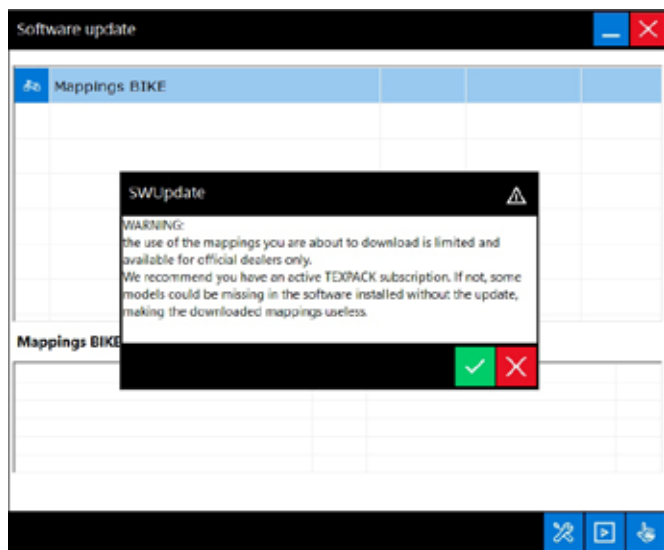 Software update
Mappings BIKE
SWUpdate
WARNING:
the use of the mappings you are about to download is limited and
available for official dealers only.
We recommend you have an active TEXPACK subscription. If not, some
models could be missing in the software installed without the update,
making the downloaded mappings useless.
Mappings BIKE